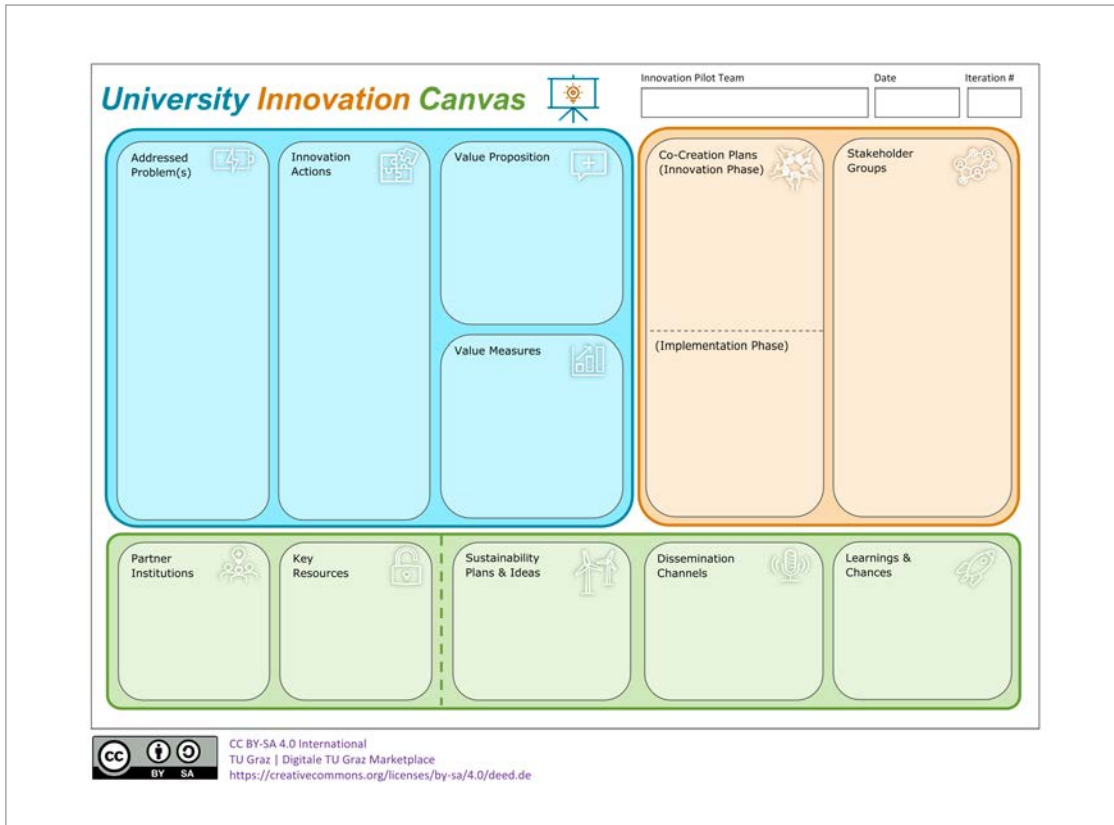 University Innovation Canvas
Innovation Pilot Team
Date
Iteration #
Addressed
Problem(s)
Innovation
Actions
Value Proposition
Value Measures
Co-Creation Plans
(Innovation Phase)
(Implementation Phase)
Stakeholder
Groups
Partner
Institutions
Key
Resources
Sustainability
Plans & Ideas
Dissemination
Channels
Learnings &
Chances
cc
BY SA
CC BY-SA 4.0 International
TU Graz | Digitale TU Graz Marketplace
https://creativecommons.org/licenses/by-sa/4.0/deed.de